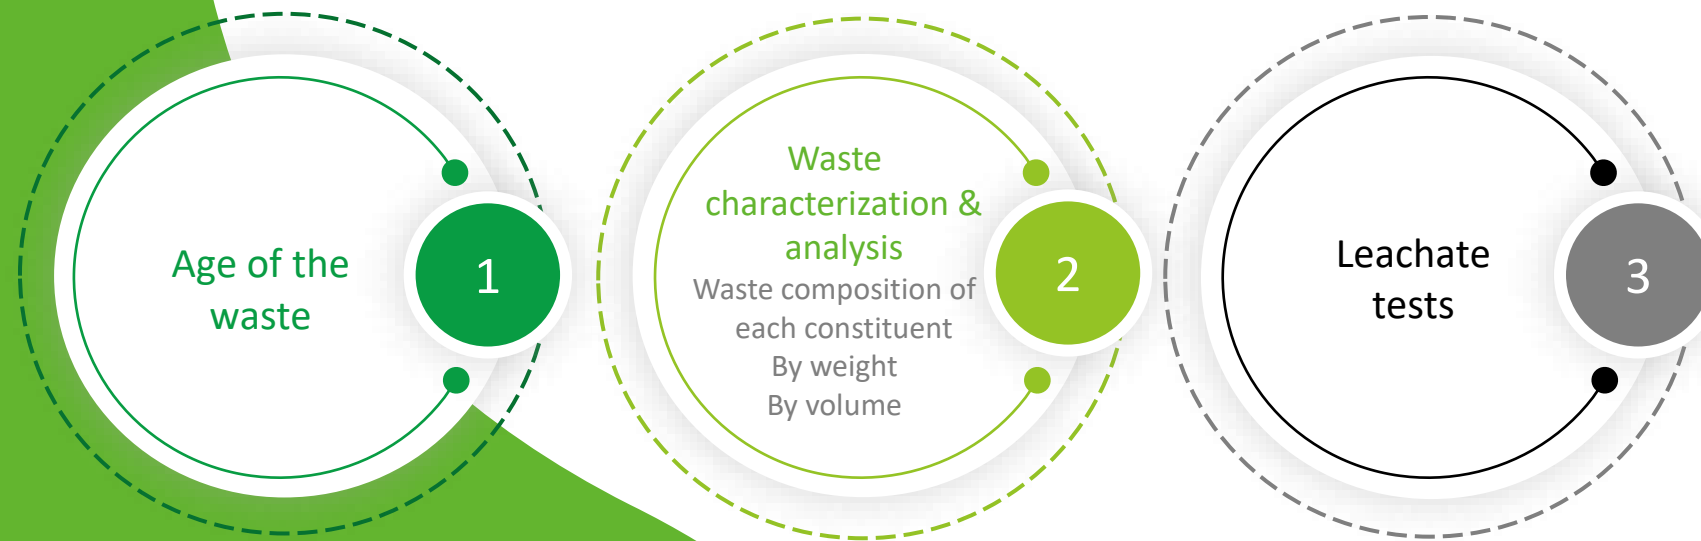 Age of the
waste
1
Waste
characterization &
analysis
Waste composition of
each constituent
By weight
By volume
2
Leachate
tests
3